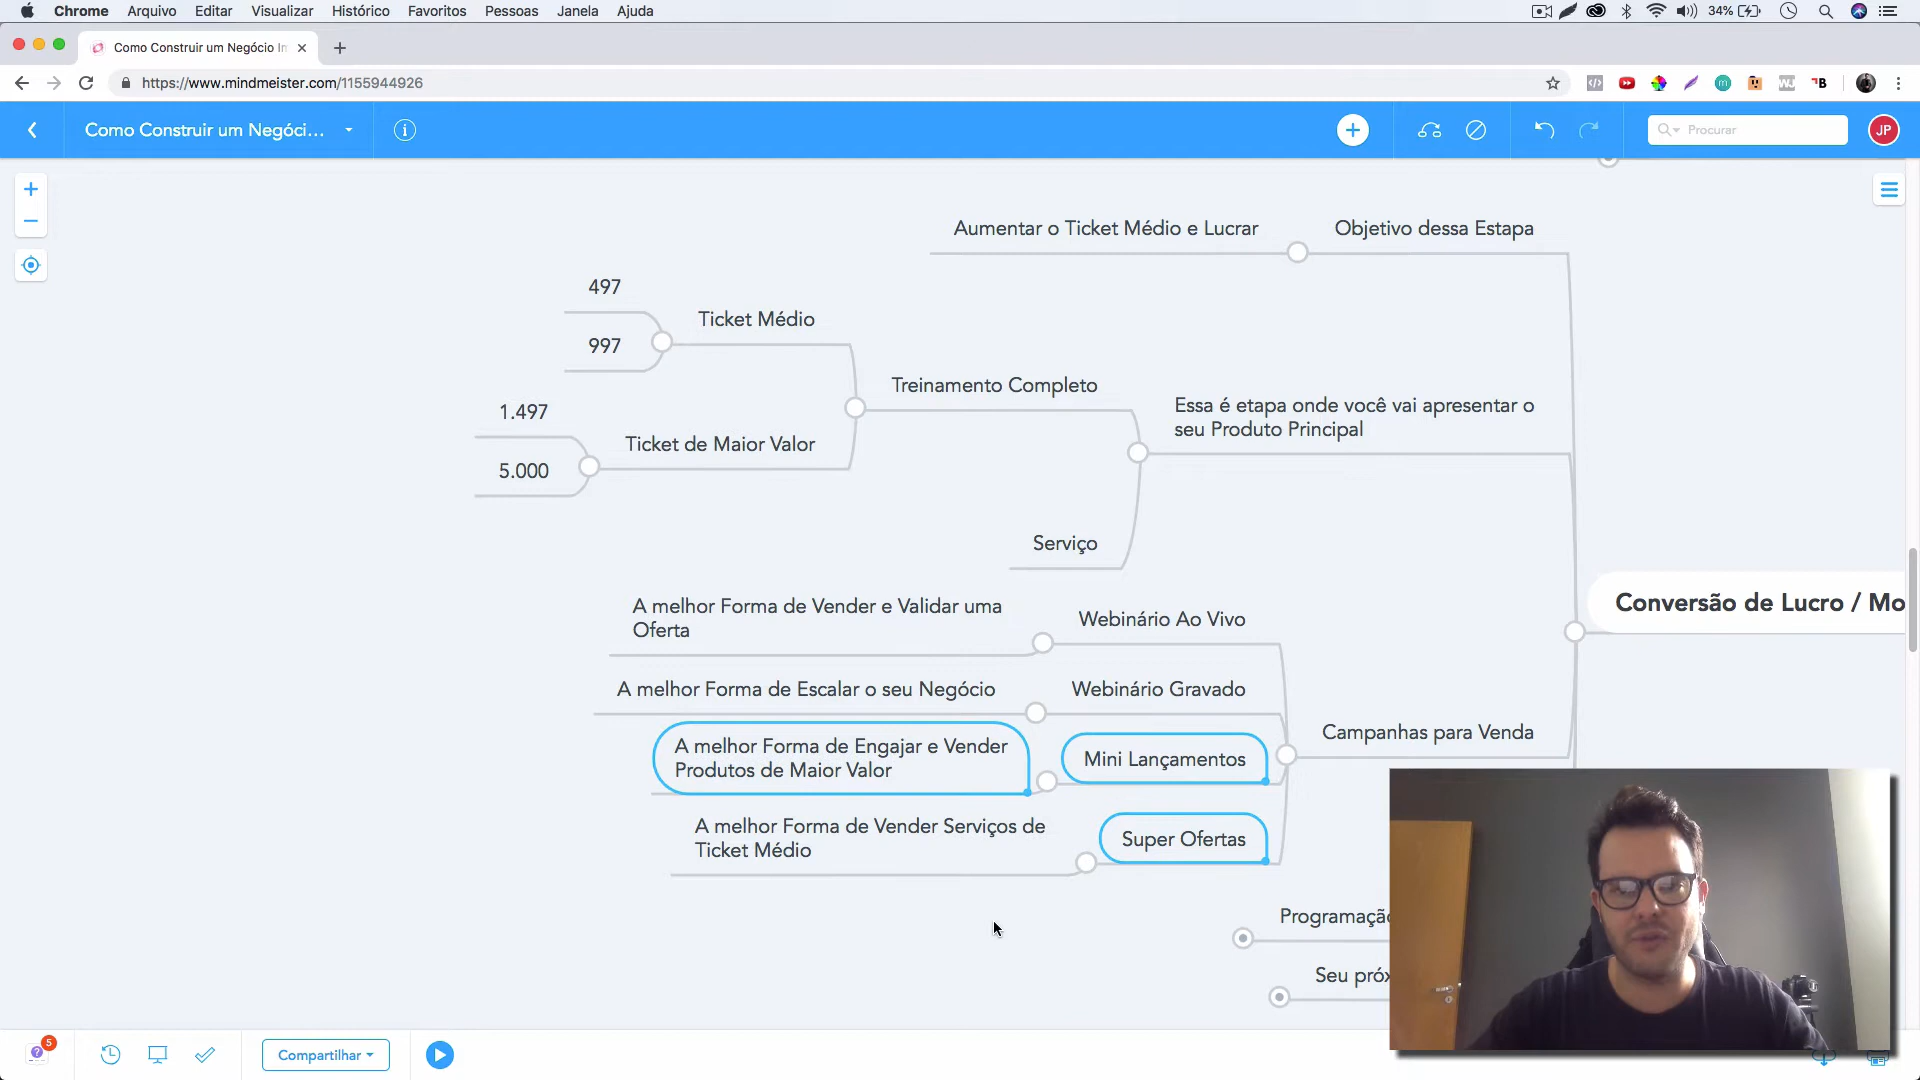 Chrome Arquivo Editar Visualizar Histórico Favoritos Pessoas Janela Ajuda
34%
Como Construir um Negócio
https://www.mindmeister.com/1155944926
Como Construir um Negóci...
Procurar
JP
Aumentar o Ticket Médio e Lucrar
Objetivo dessa Estapa
497
Ticket Médio
997
Treinamento Completo
Essa é etapa onde você vai apresentar o
seu Produto Principal
1.497
Ticket de Maior Valor
5.000
Serviço
Conversão de Lucro / Mo
A melhor Forma de Vender e Validar uma
Oferta
Webinário Ao Vivo
A melhor Forma de Escalar o seu Negócio
Webinário Gravado
Campanhas para Venda
A melhor Forma de Engajar e Vender
Produtos de Maior Valor
Mini Lançamentos
A melhor Forma de Vender Serviços de
Ticket Médio
Super Ofertas
Programação
Seu próx
5
Compartilhar